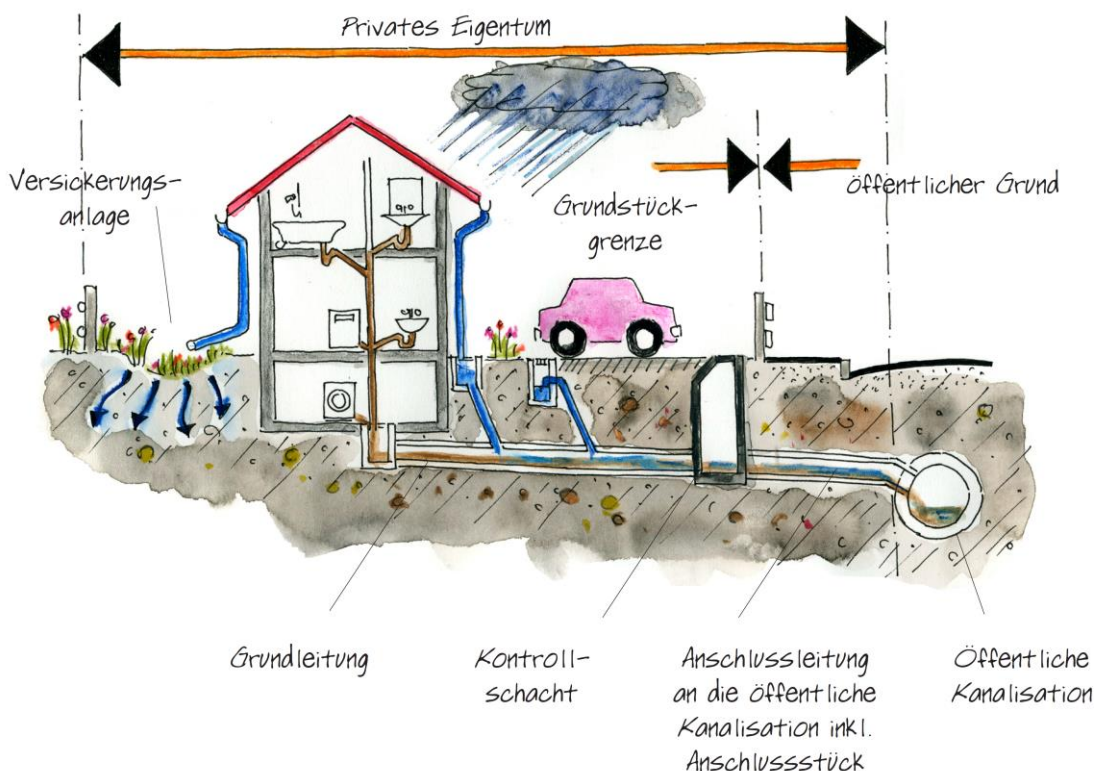 Privates Eigentum
Versickerungs-
anlage
Grundstück-
grenze
öffentlicher Grund
Grundleitung
Kontroll-
schacht
Anschlussleitung
an die öffentliche
Kanalisation inkl.
Anschlussstück
Öffentliche
Kanalisation